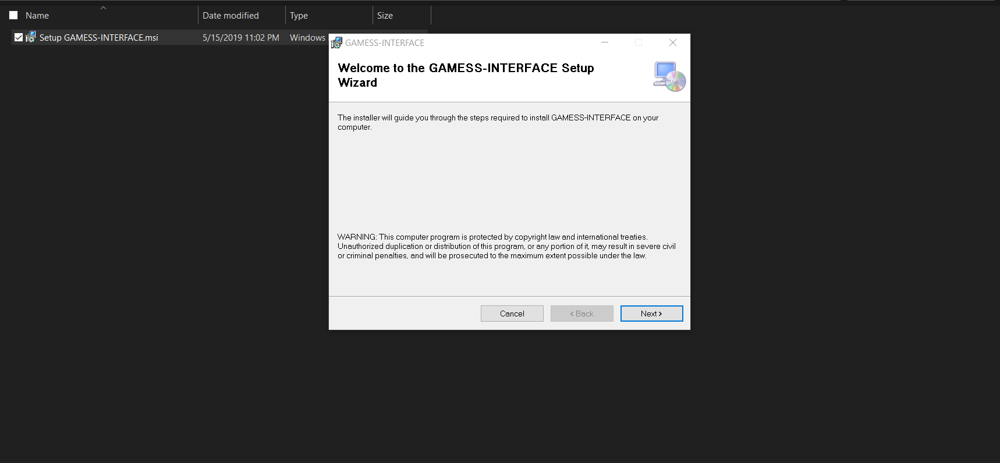 Name Date modified Type Size
Setup GAMESS-INTERFACE.msi 5/15/2019 11:02 PM Windows
GAMESS-INTERFACE
Welcome to the GAMESS-INTERFACE Setup
Wizard
The installer will guide you through the steps required to install GAMESS-INTERFACE on your
computer.
WARNING: This computer program is protected by copyright law and international treaties.
Unauthorized duplication or distribution of this program, or any portion of it, may result in severe civil
or criminal penalties, and will be prosecuted to the maximum extent possible under the law.
Cancel < Back Next >